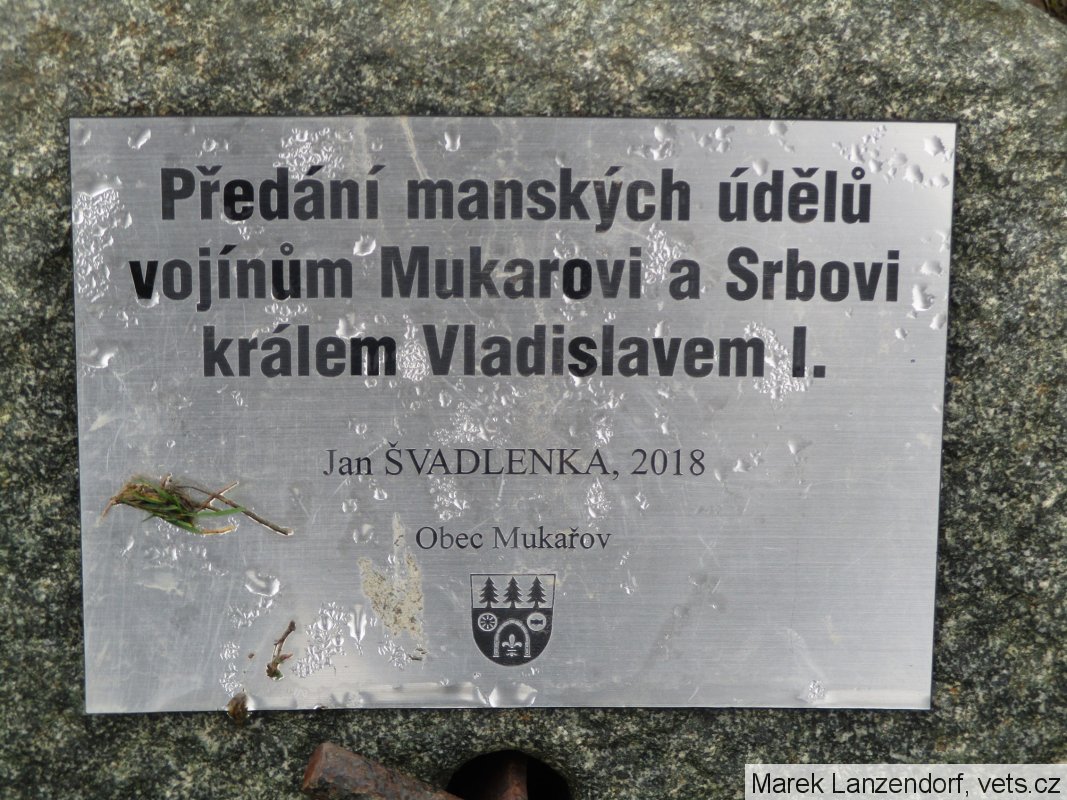 Předání manských údělů
vojínům Mukarovi a Srbovi
králem Vladislavem I.
Jan ŠVADLENKA, 2018
Obec Mukařov
Marek Lanzendorf, vets.cz